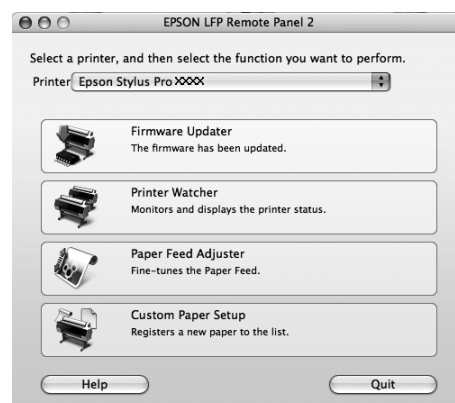 EPSON LFP Remote Panel 2
Select a printer, and then select the function you want to perform.
Printer Epson Stylus Pro XXXX
Firmware Updater
The firmware has been updated.
Printer Watcher
Monitors and displays the printer status.
Paper Feed Adjuster
Fine-tunes the Paper Feed.
Custom Paper Setup
Registers a new paper to the list.
Help Quit